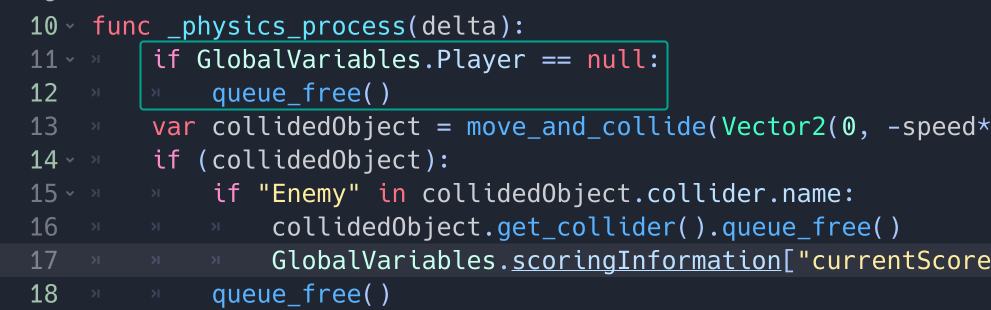 10 func _physics_process(delta):
11 if GlobalVariables.Player == null:
12 queue_free()
13 var collidedObject = move_and_collide(Vector2(0, -speed*
14 if (collidedObject):
15 if "Enemy" in collidedObject.collider.name:
16 collidedObject.get_collider().queue_free()
17 GlobalVariables.scoringInformation["currentScore
18 queue_free()